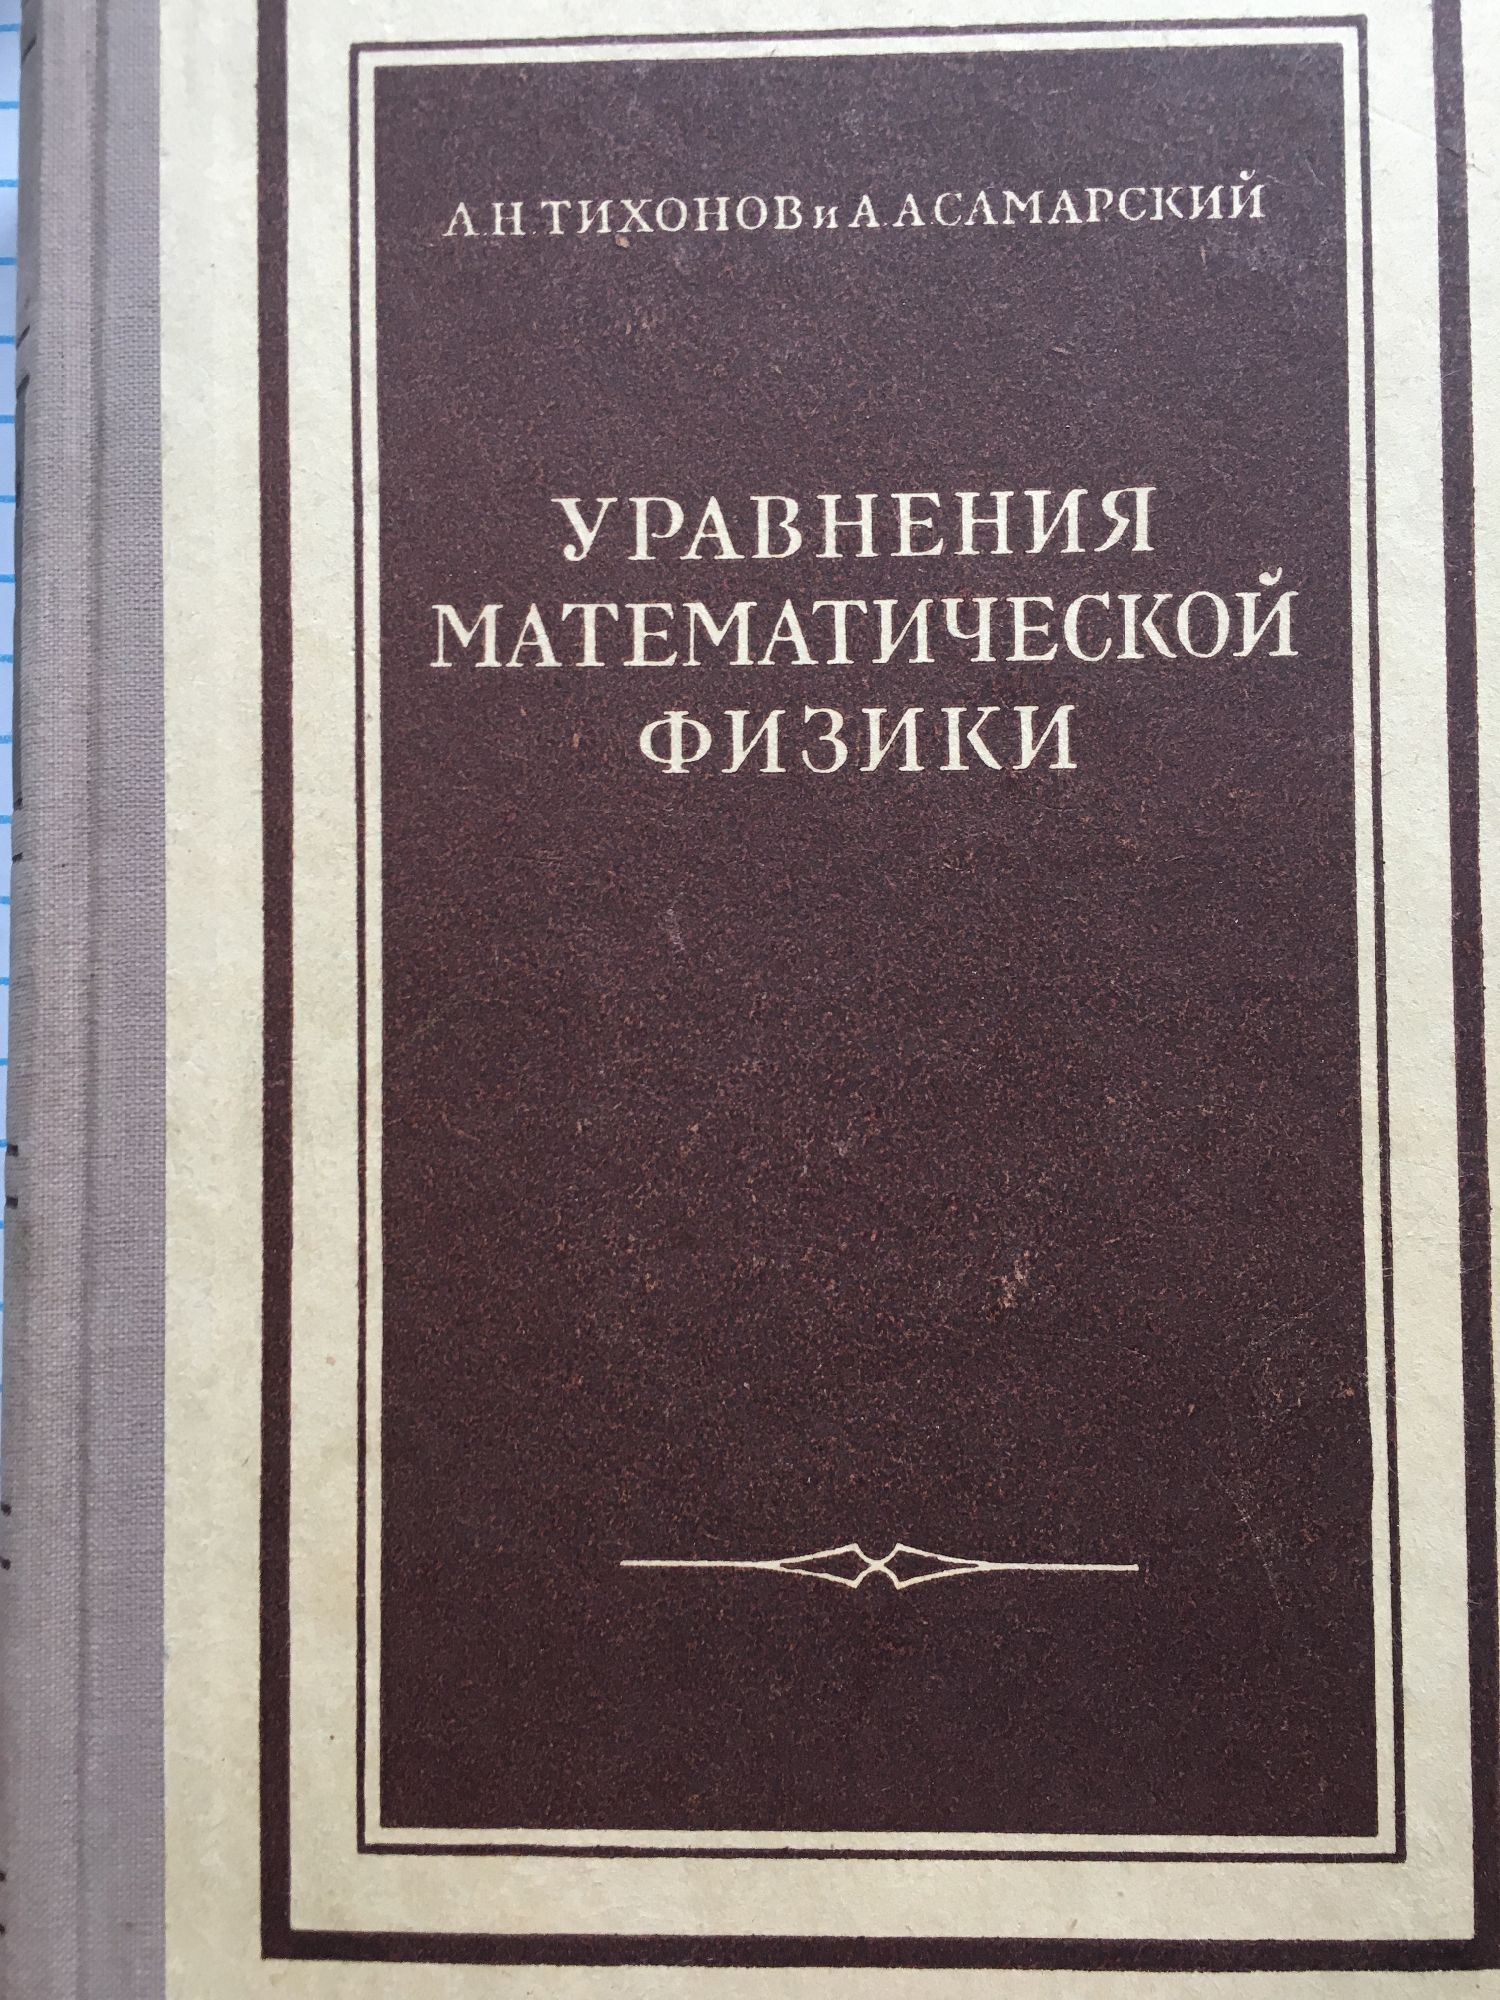 А. Н. ТИХОНОВ и А. А. САМАРСКИЙ
УРАВНЕНИЯ
МАТЕМАТИЧЕСКОЙ
ФИЗИКИ